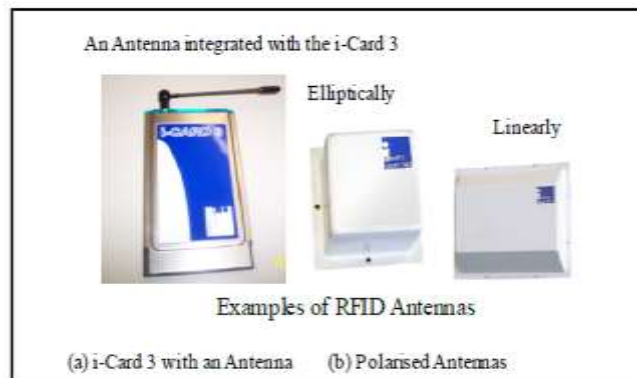 An Antenna integrated with the i-Card 3
Elliptically
Linearly
Examples of RFID Antennas
(a) i-Card 3 with an Antenna (b) Polarised Antennas